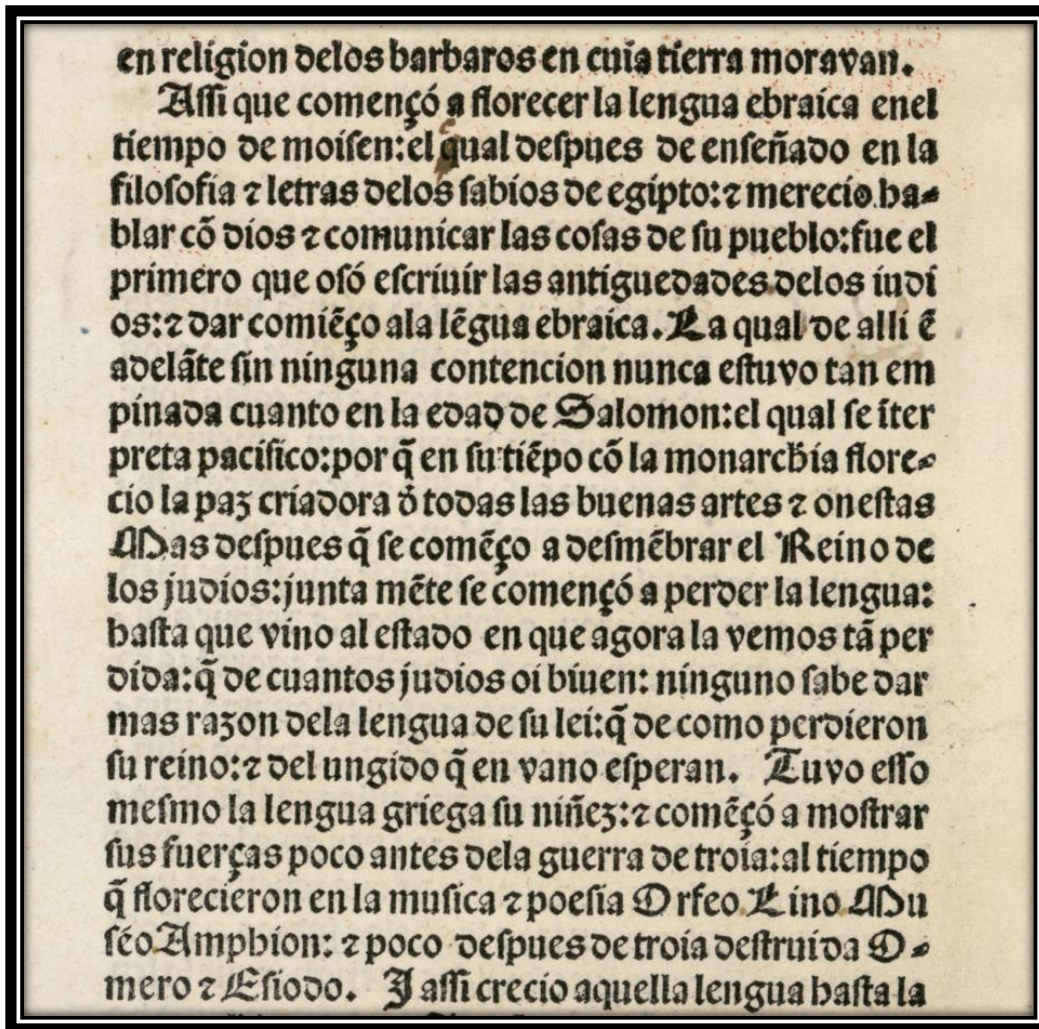 en religion delos barbaros en cuia tierra moravan.
Assi que començó a florecer la lengua ebraica enel
tiempo de moisen:el qual despues de enseñado en la
filosofia ⁊ letras delos sabios de egipto:⁊ merecio ha-
blar cõ dios ⁊ comunicar las cosas de su pueblo:fue el
primero que osó escriuir las antiguedades delos iudi
os:⁊ dar comiẽço ala lẽgua ebraica. La qual de alli ẽ
adelãte sin ninguna contencion nunca estuvo tan em
pinada cuanto en la edad de Salomon:el qual se ĩter
preta pacifico:por q̃ en su tiẽpo cõ la monarchia flore-
cio la paz criadora đ todas las buenas artes ⁊ onestas
Mas despues q̃ se comẽço a desmẽbrar el Reino de
los judios:junta mẽte se començó a perder la lengua:
hasta que vino al estado en que agora la vemos tã per
dida:q̃ de cuantos judios oi biuen: ninguno sabe dar
mas razon dela lengua de su lei:q̃ de como perdieron
su reino:⁊ del ungido q̃ en vano esperan. Tuvo esso
mesmo la lengua griega su niñez:⁊ comẽçó a mostrar
sus fuerças poco antes dela guerra de troia:al tiempo
q̃ florecieron en la musica ⁊ poesia Orfeo Lino Mu
séo Amphion: ⁊ poco despues de troia destruida O-
mero ⁊ Esiodo. I assi crecio aquella lengua hasta la